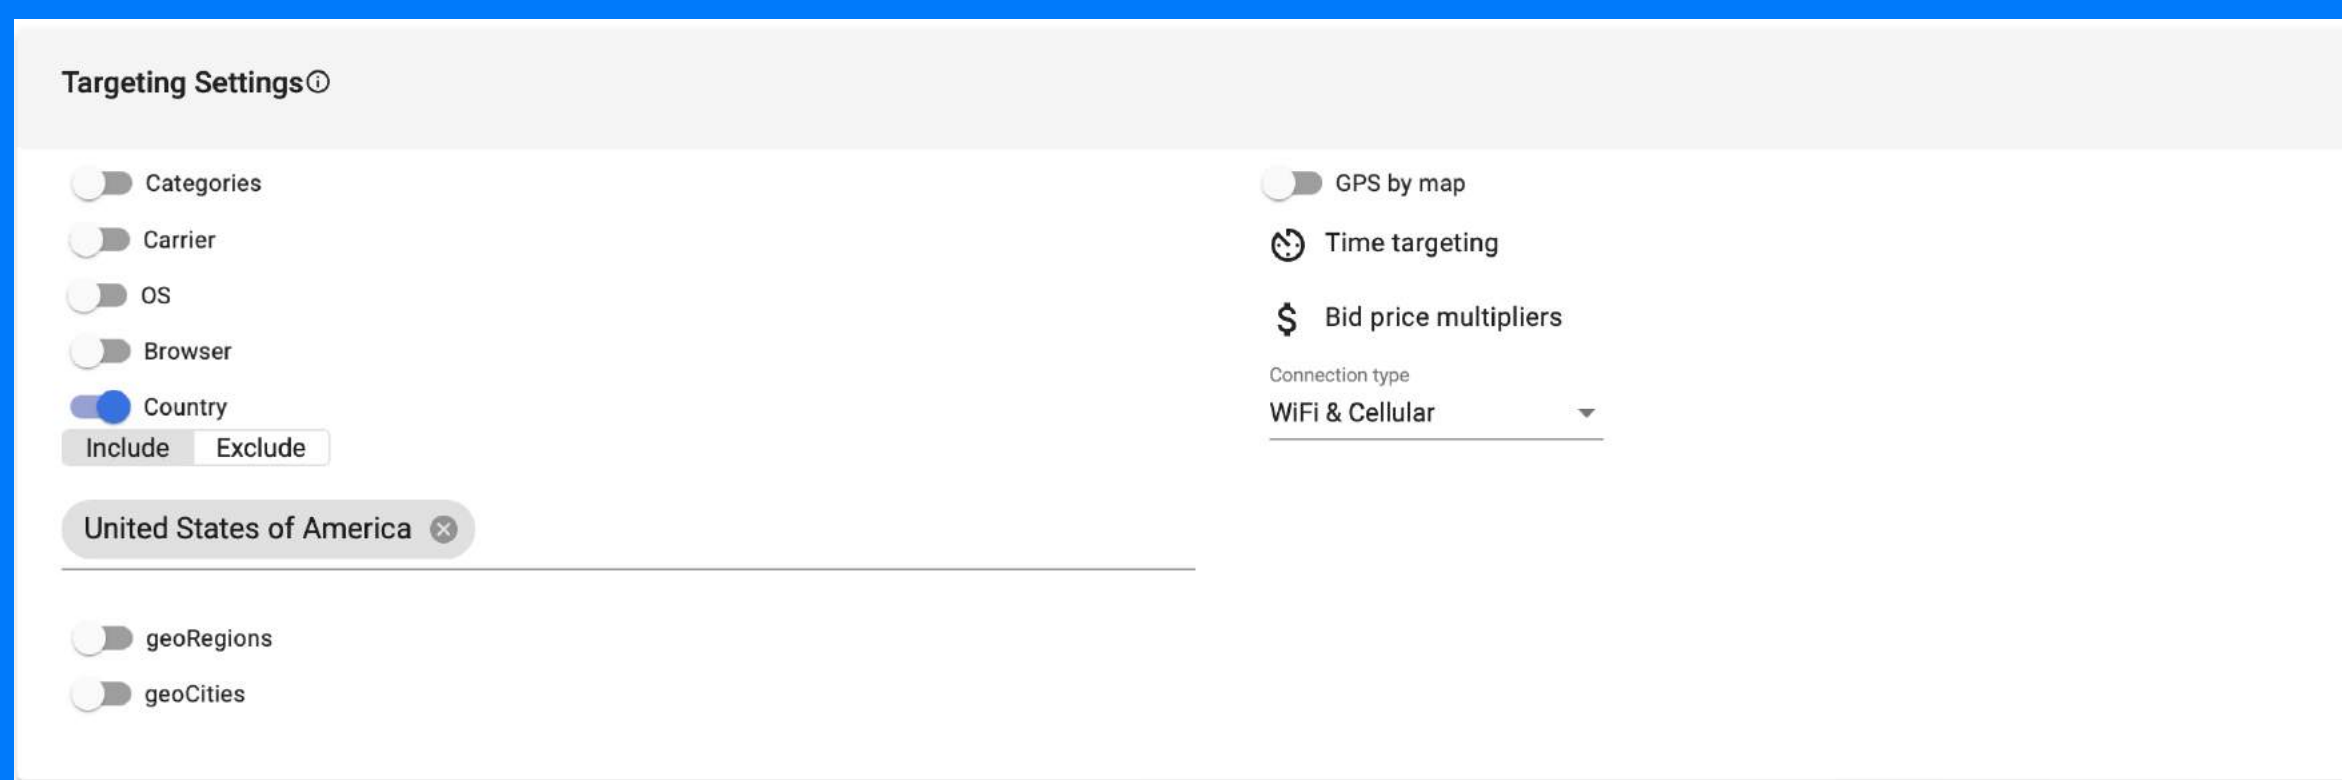 Targeting Settings
Categories
Carrier
OS
Browser
Country
Include Exclude
United States of America
geoRegions
geoCities
GPS by map
Time targeting
Bid price multipliers
Connection type
WiFi & Cellular